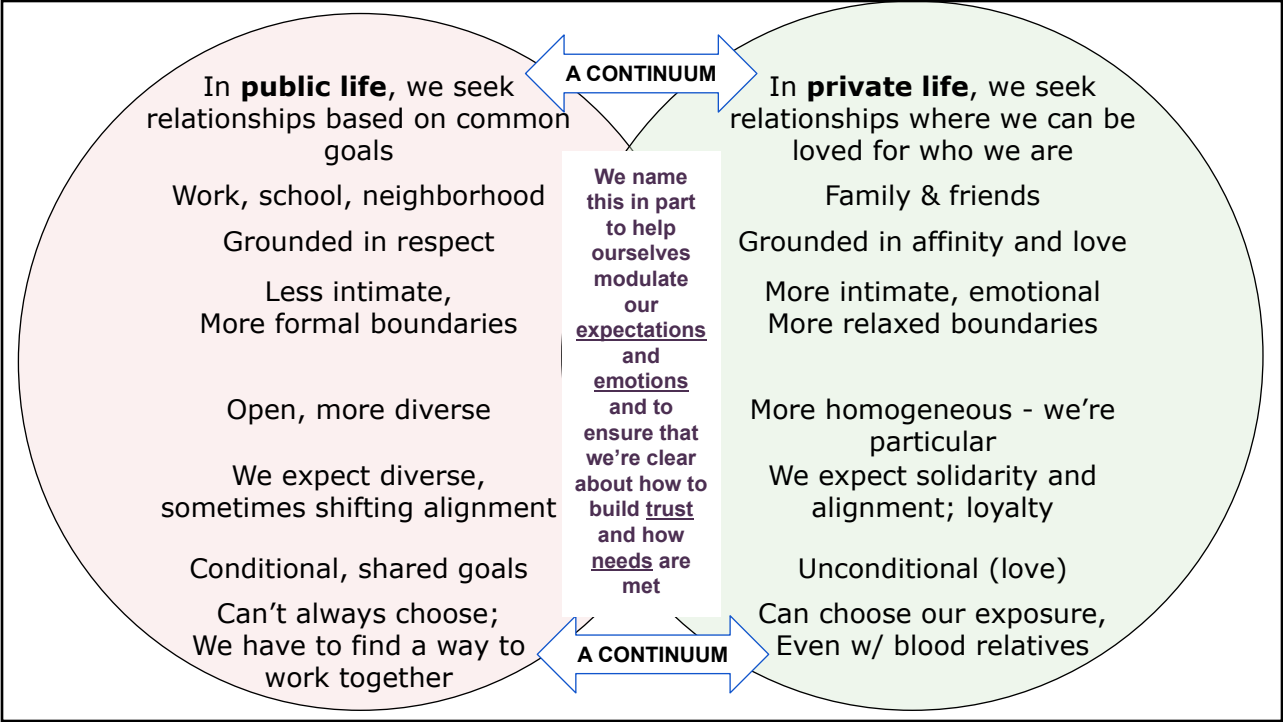 A CONTINUUM
In public life, we seek
relationships based on common
goals
Work, school, neighborhood
Grounded in respect
Less intimate,
More formal boundaries
Open, more diverse
We expect diverse,
sometimes shifting alignment
Conditional, shared goals
Can’t always choose;
We have to find a way to
work together
We name
this in part
to help
ourselves
modulate
our
expectations
and
emotions
and to
ensure that
we’re clear
about how to
build trust
and how
needs are
met
In private life, we seek
relationships where we can be
loved for who we are
Family & friends
Grounded in affinity and love
More intimate, emotional
More relaxed boundaries
More homogeneous - we’re
particular
We expect solidarity and
alignment; loyalty
Unconditional (love)
Can choose our exposure,
Even w/ blood relatives
A CONTINUUM